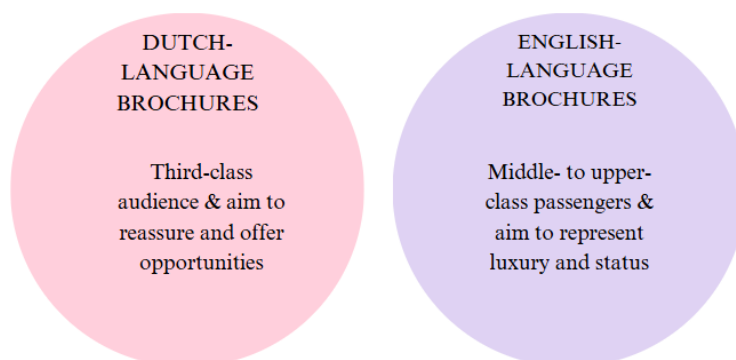 DUTCH-
LANGUAGE
BROCHURES
Third-class
audience & aim to
reassure and offer
opportunities
ENGLISH-
LANGUAGE
BROCHURES
Middle- to upper-
class passengers &
aim to represent
luxury and status